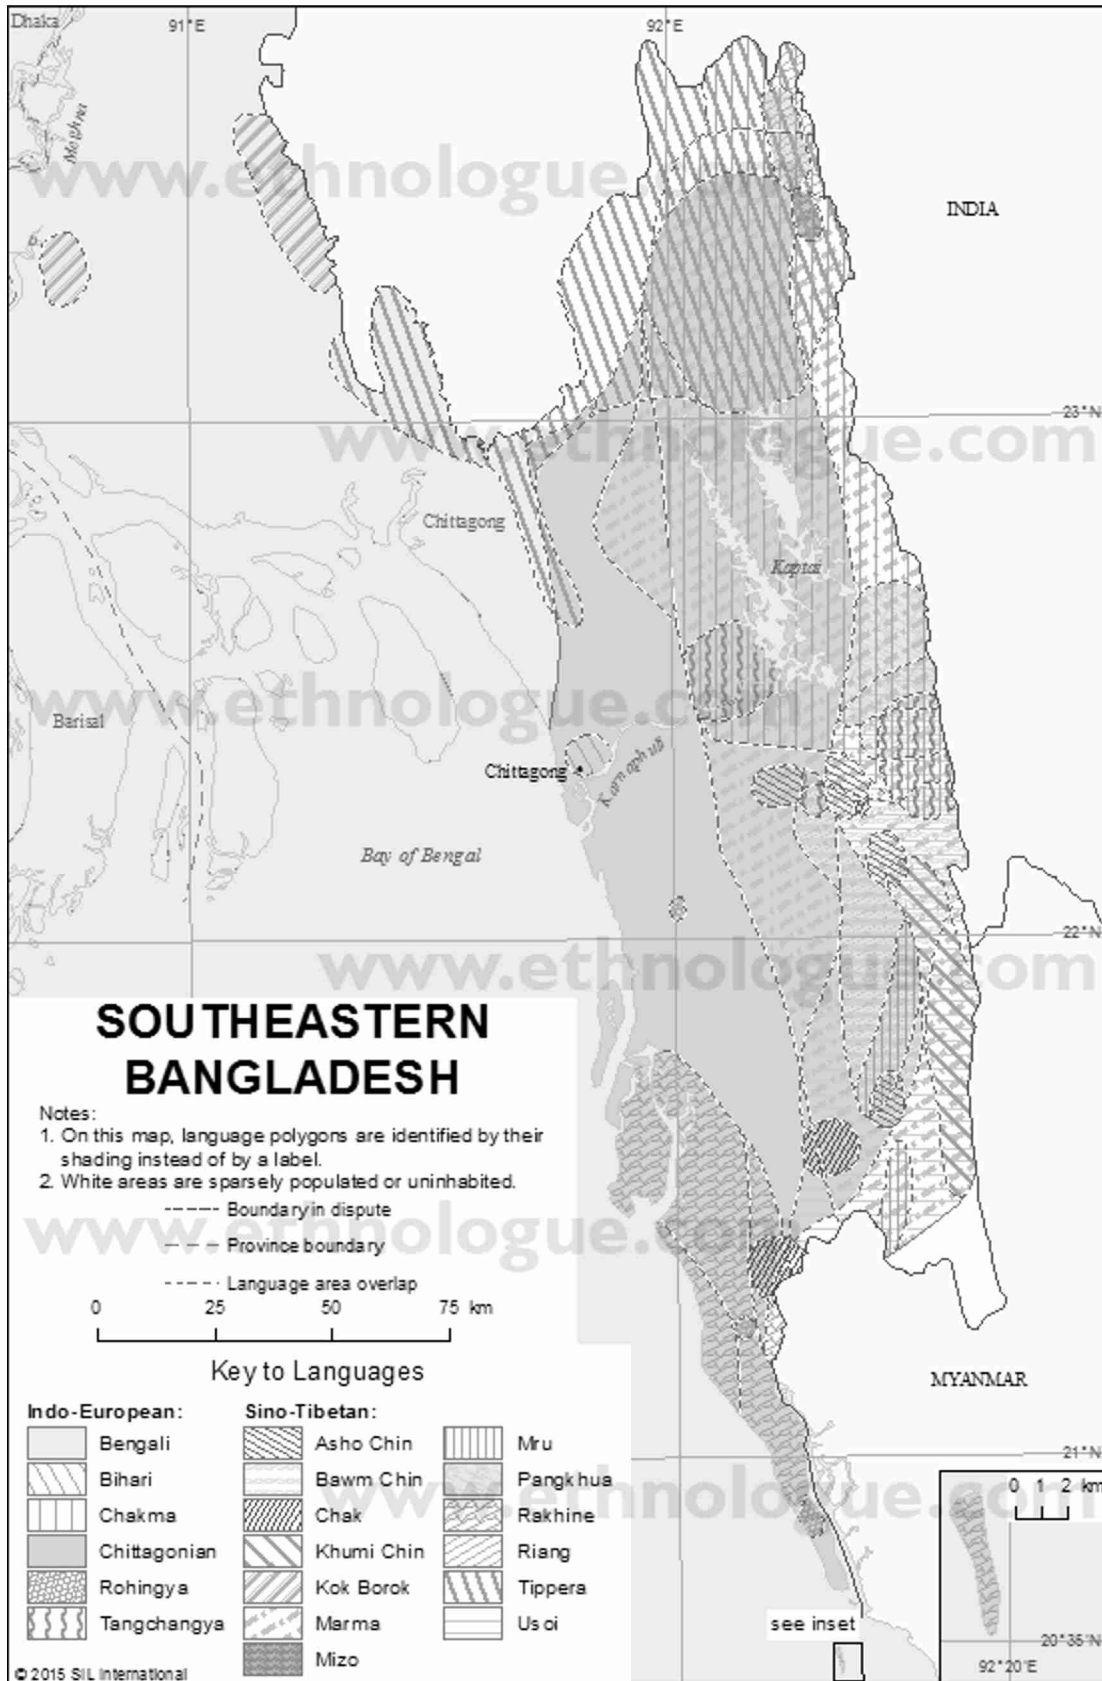 Dhaka
91°E
92°E
Meghna
www.ethnologue.com
INDIA
23°N
www.ethnologue.com
Chittagong
Kaptai
www.ethnologue.com
Barisal
Chittagong
Karnaphuli
Bay of Bengal
22°N
www.ethnologue.com
SOUTHEASTERN
BANGLADESH
Notes:
1. On this map, language polygons are identified by their
shading instead of by a label.
2. White areas are sparsely populated or uninhabited.
www.ethnologue.com
Boundary in dispute
Province boundary
Language area overlap
0 25 50 75 km
MYANMAR
21°N
Key to Languages
Indo-European:
Bengali
Bihari
Chakma
Chittagonian
Rohingya
Tangchangya
Sino-Tibetan:
Asho Chin
Bawm Chin
Chak
Khumi Chin
Kok Borok
Marma
Mizo
Mru
Pangkhua
Rakhine
Riang
Tippera
Usoi
www.ethnologue.com
0 1 2 km
see inset
20°35'N
92°20'E
© 2015 SIL International